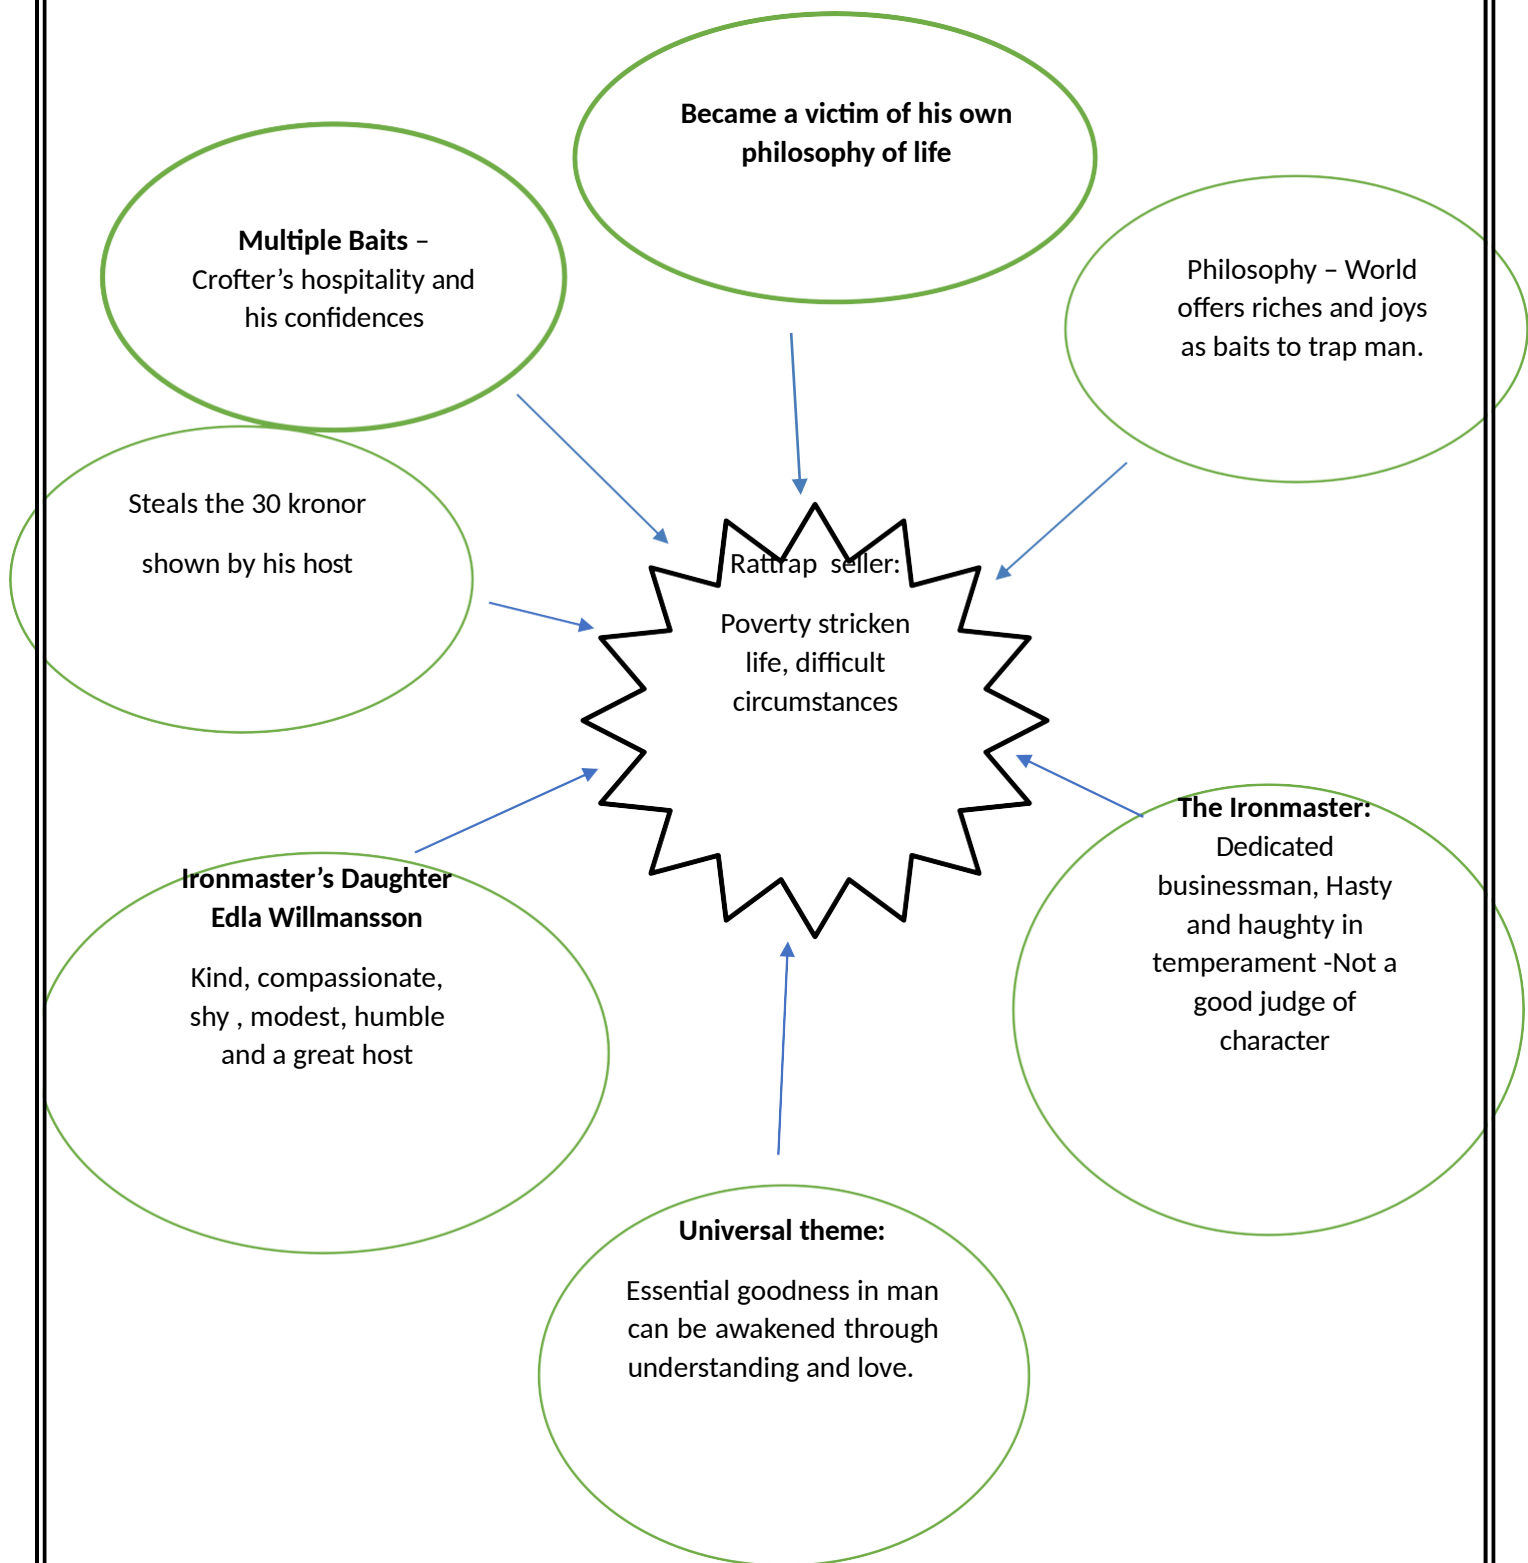 Became a victim of his own
philosophy of life
Multiple Baits –
Crofter’s hospitality and
his confidences
Philosophy – World
offers riches and joys
as baits to trap man.
Steals the 30 kronor
shown by his host
Rattrap  seller:
Poverty stricken
life, difficult
circumstances
Ironmaster’s Daughter
Edla Willmansson
Kind, compassionate,
shy , modest, humble
and a great host
The Ironmaster:
Dedicated
businessman, Hasty
and haughty in
temperament -Not a
good judge of
character
Universal theme:
Essential goodness in man
can be awakened through
understanding and love.